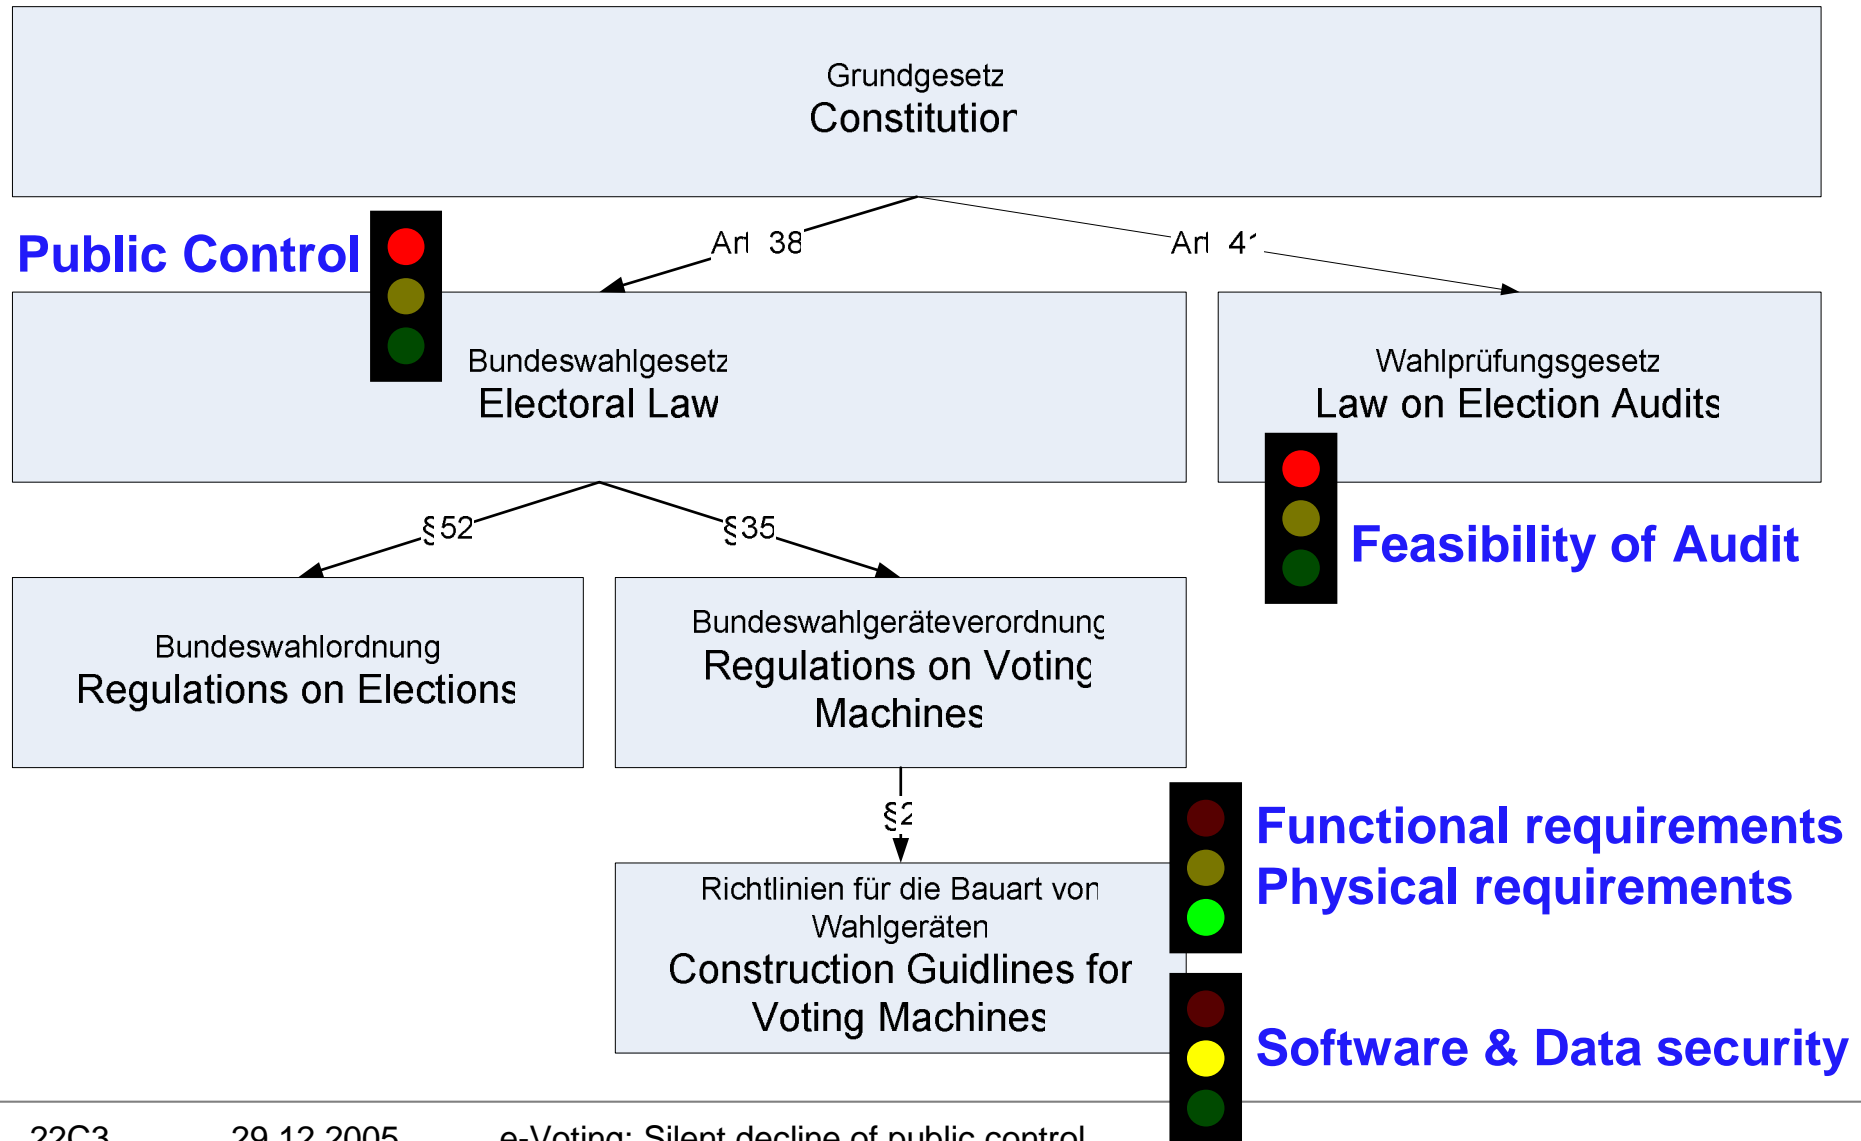 Grundgesetz
Constitution
Public Control
Art 38
Art 41
Bundeswahlgesetz
Electoral Law
Wahlprüfungsgesetz
Law on Election Audits
§52
§35
Feasibility of Audit
Bundeswahlordnung
Regulations on Elections
Bundeswahlgeräteverordnung
Regulations on Voting
Machines
§2
Functional requirements
Physical requirements
Richtlinien für die Bauart von
Wahlgeräten
Construction Guidlines for
Voting Machines
Software & Data security
22C3 29.12.2005 e-Voting: Silent decline of public control